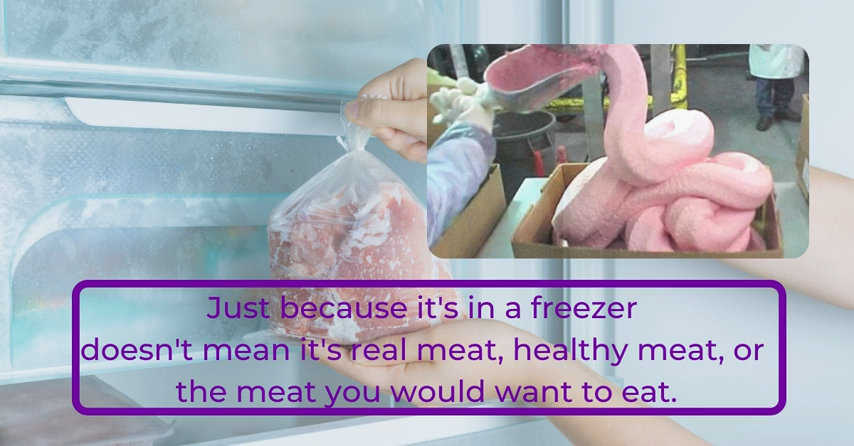 Just because it's in a freezer
doesn't mean it's real meat, healthy meat, or
the meat you would want to eat.